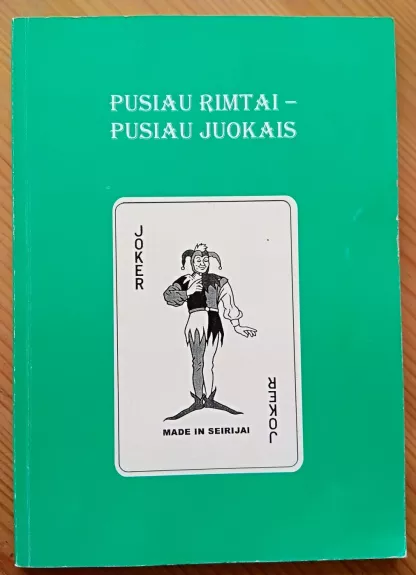 PUSIAU RIMTAI –
PUSIAU JUOKAIS
JOKER
MADE IN SEIRIJAI
JOKER